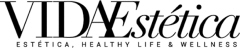 VIDAEstética
ESTÉTICA, HEALTHY LIFE & WELLNESS